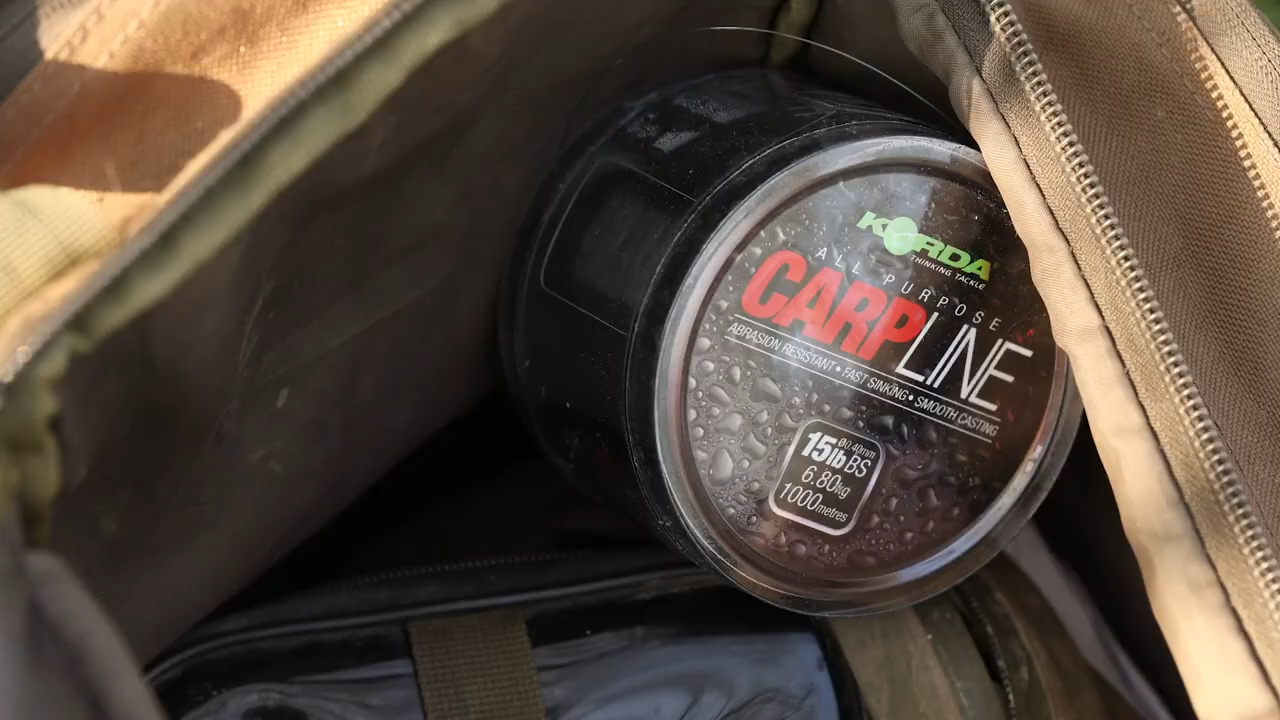 KORDA
THINKING TACKLE
ALL PURPOSE
CARPLINE
ABRASION RESISTANT • FAST SINKING • SMOOTH CASTING
15lb BS Ø0.40mm
6.80kg
1000metres